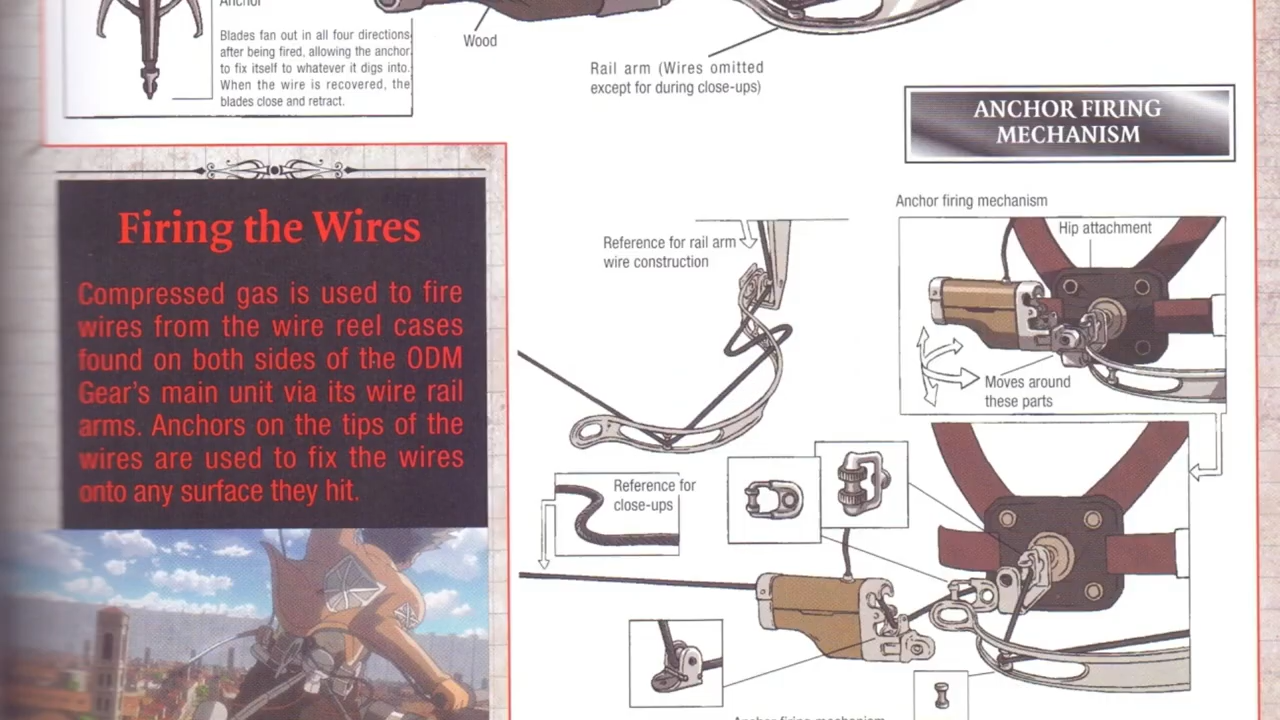 Anchor
Blades fan out in all four directions
after being fired, allowing the anchor
to fix itself to whatever it digs into.
When the wire is recovered, the
blades close and retract.
Wood
Rail arm (Wires omitted
except for during close-ups)
ANCHOR FIRING
MECHANISM
Firing the Wires
Compressed gas is used to fire
wires from the wire reel cases
found on both sides of the ODM
Gear's main unit via its wire rail
arms. Anchors on the tips of the
wires are used to fix the wires
onto any surface they hit.
Reference for rail arm
wire construction
Anchor firing mechanism
Hip attachment
Moves around
these parts
Reference for
close-ups
Anchor firing mechanism